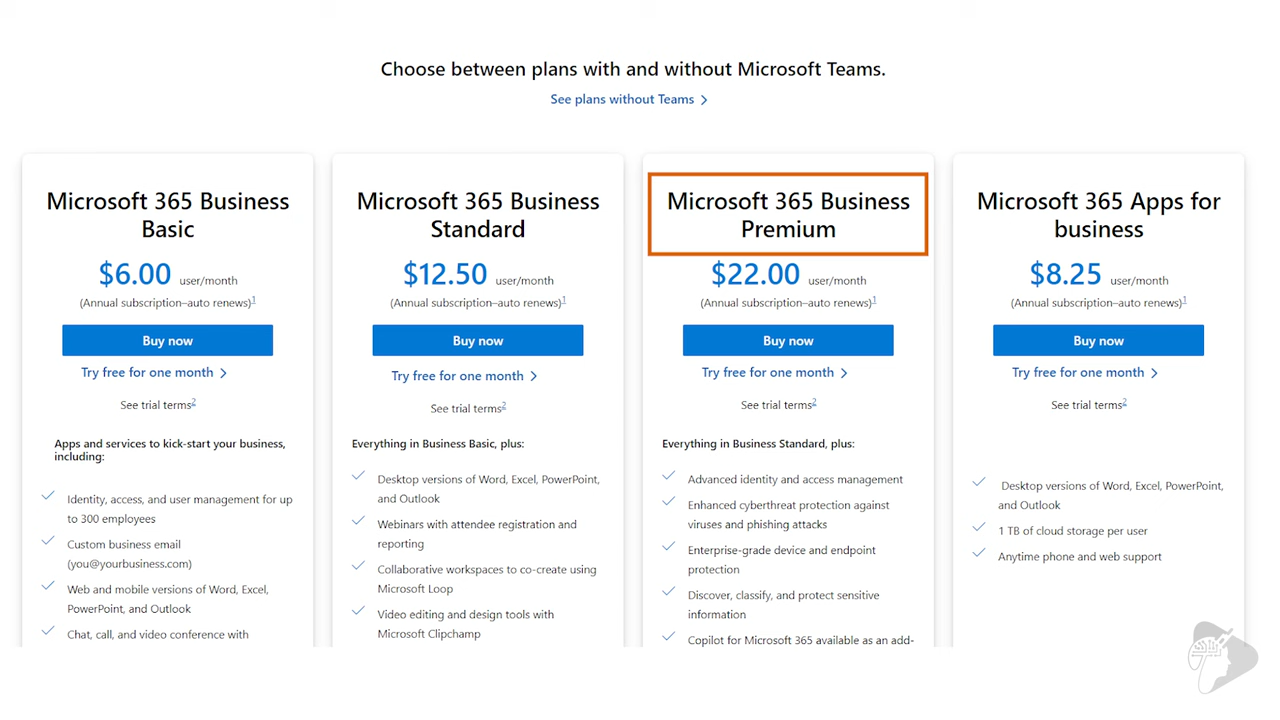 Choose between plans with and without Microsoft Teams.
See plans without Teams
Microsoft 365 Business
Basic
$6.00 user/month
(Annual subscription–auto renews)1
Buy now
Try free for one month
See trial terms2
Apps and services to kick-start your business,
including:
Identity, access, and user management for up
to 300 employees
Custom business email
(you@yourbusiness.com)
Web and mobile versions of Word, Excel,
PowerPoint, and Outlook
Chat, call, and video conference with
Microsoft 365 Business
Standard
$12.50 user/month
(Annual subscription–auto renews)1
Buy now
Try free for one month
See trial terms2
Everything in Business Basic, plus:
Desktop versions of Word, Excel, PowerPoint,
and Outlook
Webinars with attendee registration and
reporting
Collaborative workspaces to co-create using
Microsoft Loop
Video editing and design tools with
Microsoft Clipchamp
Microsoft 365 Business
Premium
$22.00 user/month
(Annual subscription–auto renews)1
Buy now
Try free for one month
See trial terms2
Everything in Business Standard, plus:
Advanced identity and access management
Enhanced cyberthreat protection against
viruses and phishing attacks
Enterprise-grade device and endpoint
protection
Discover, classify, and protect sensitive
information
Copilot for Microsoft 365 available as an add-
Microsoft 365 Apps for
business
$8.25 user/month
(Annual subscription–auto renews)1
Buy now
Try free for one month
See trial terms2
Desktop versions of Word, Excel, PowerPoint,
and Outlook
1 TB of cloud storage per user
Anytime phone and web support